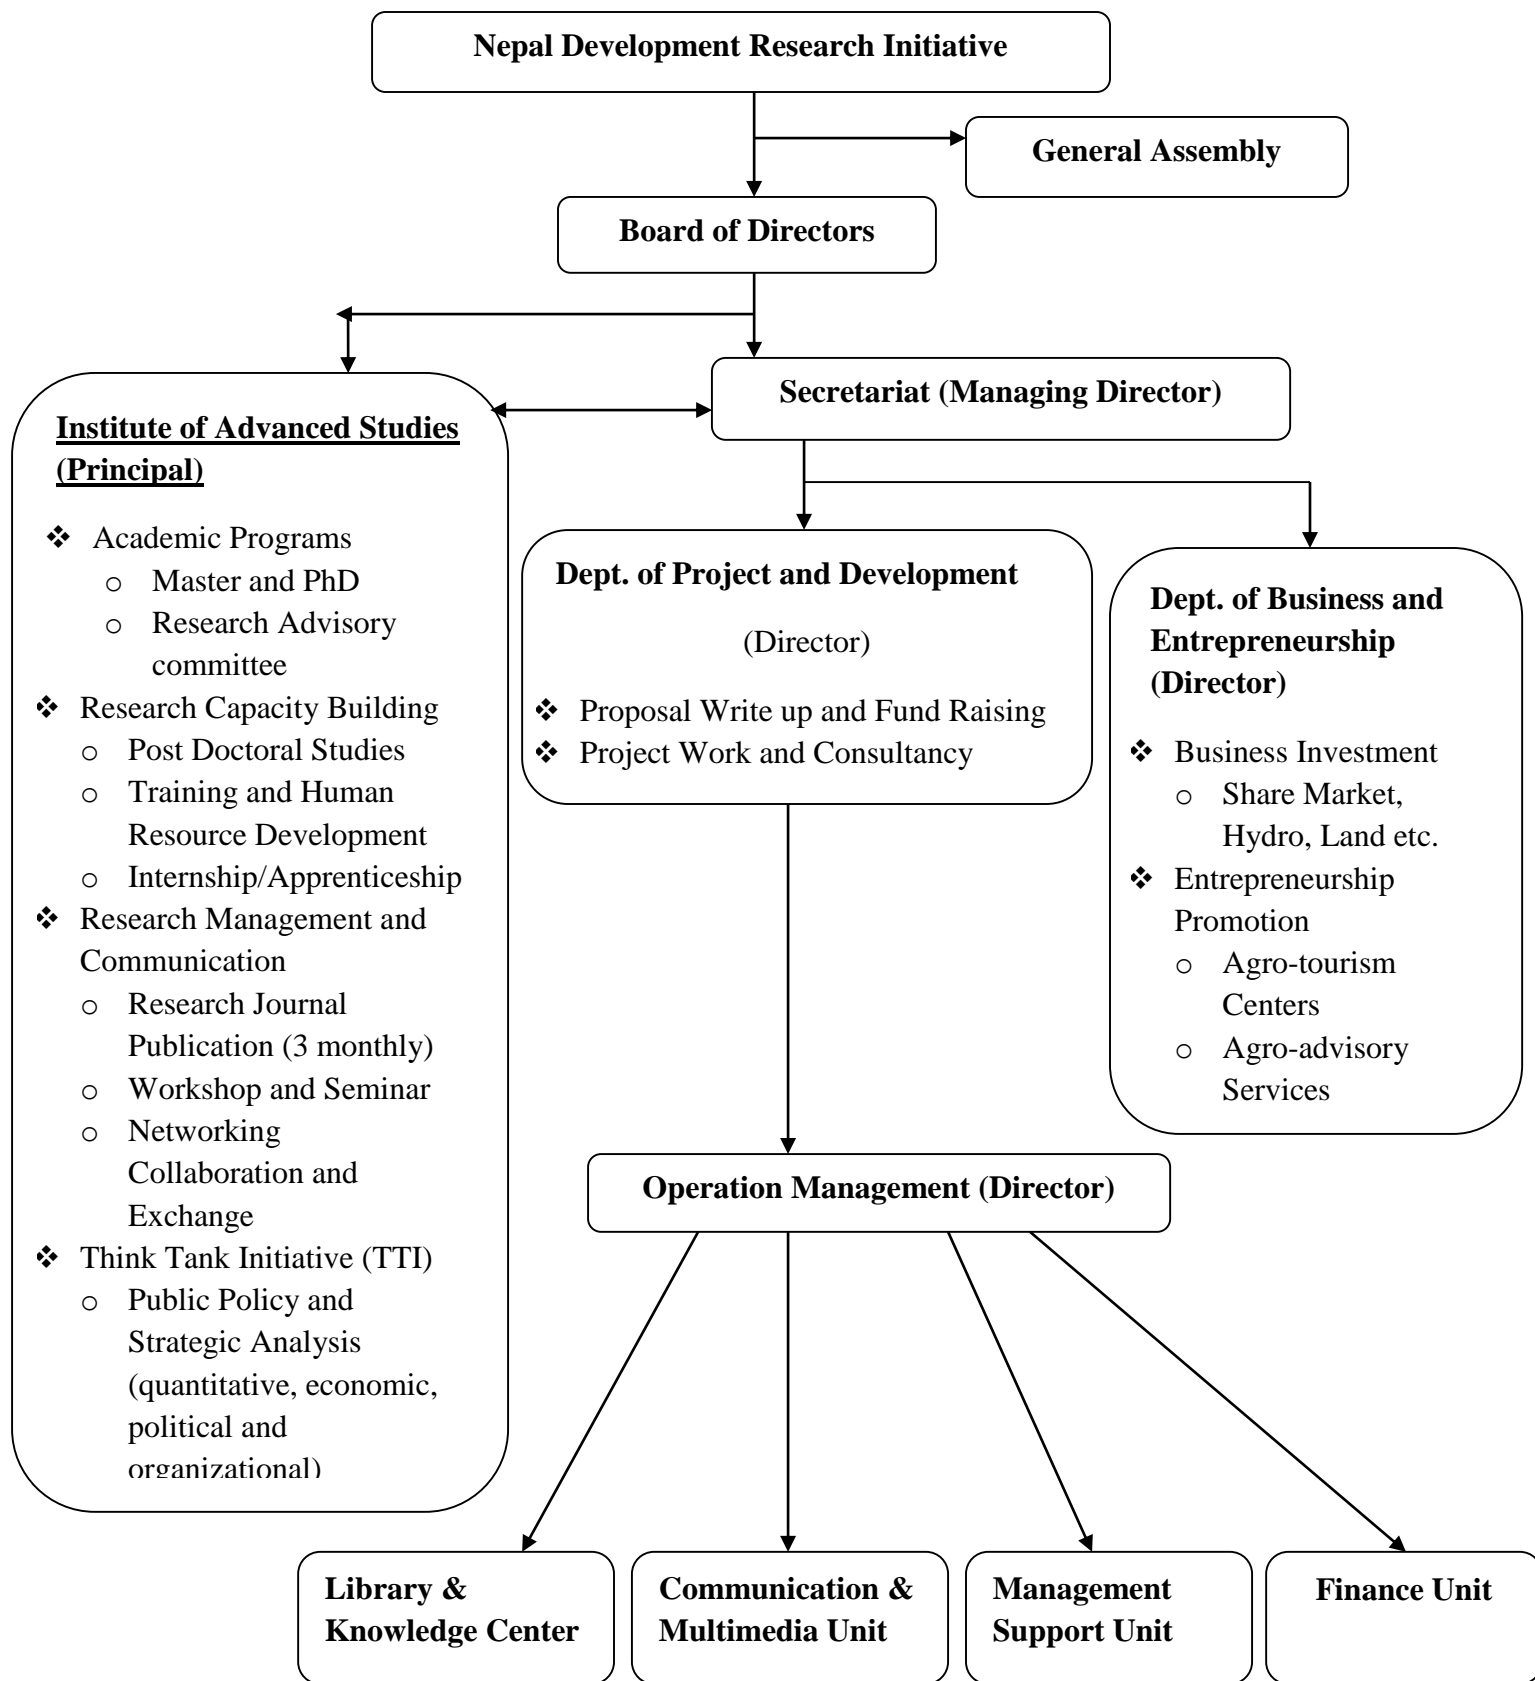 Nepal Development Research Initiative
General Assembly
Board of Directors
Secretariat (Managing Director)
Institute of Advanced Studies
(Principal)
❖ Academic Programs
o Master and PhD
o Research Advisory
committee
❖ Research Capacity Building
o Post Doctoral Studies
o Training and Human
Resource Development
o Internship/Apprenticeship
❖ Research Management and
Communication
o Research Journal
Publication (3 monthly)
o Workshop and Seminar
o Networking
Collaboration and
Exchange
❖ Think Tank Initiative (TTI)
o Public Policy and
Strategic Analysis
(quantitative, economic,
political and
organizational)
Dept. of Project and Development
(Director)
❖ Proposal Write up and Fund Raising
❖ Project Work and Consultancy
Dept. of Business and
Entrepreneurship
(Director)
❖ Business Investment
o Share Market,
Hydro, Land etc.
❖ Entrepreneurship
Promotion
o Agro-tourism
Centers
o Agro-advisory
Services
Operation Management (Director)
Library &
Knowledge Center
Communication &
Multimedia Unit
Management
Support Unit
Finance Unit